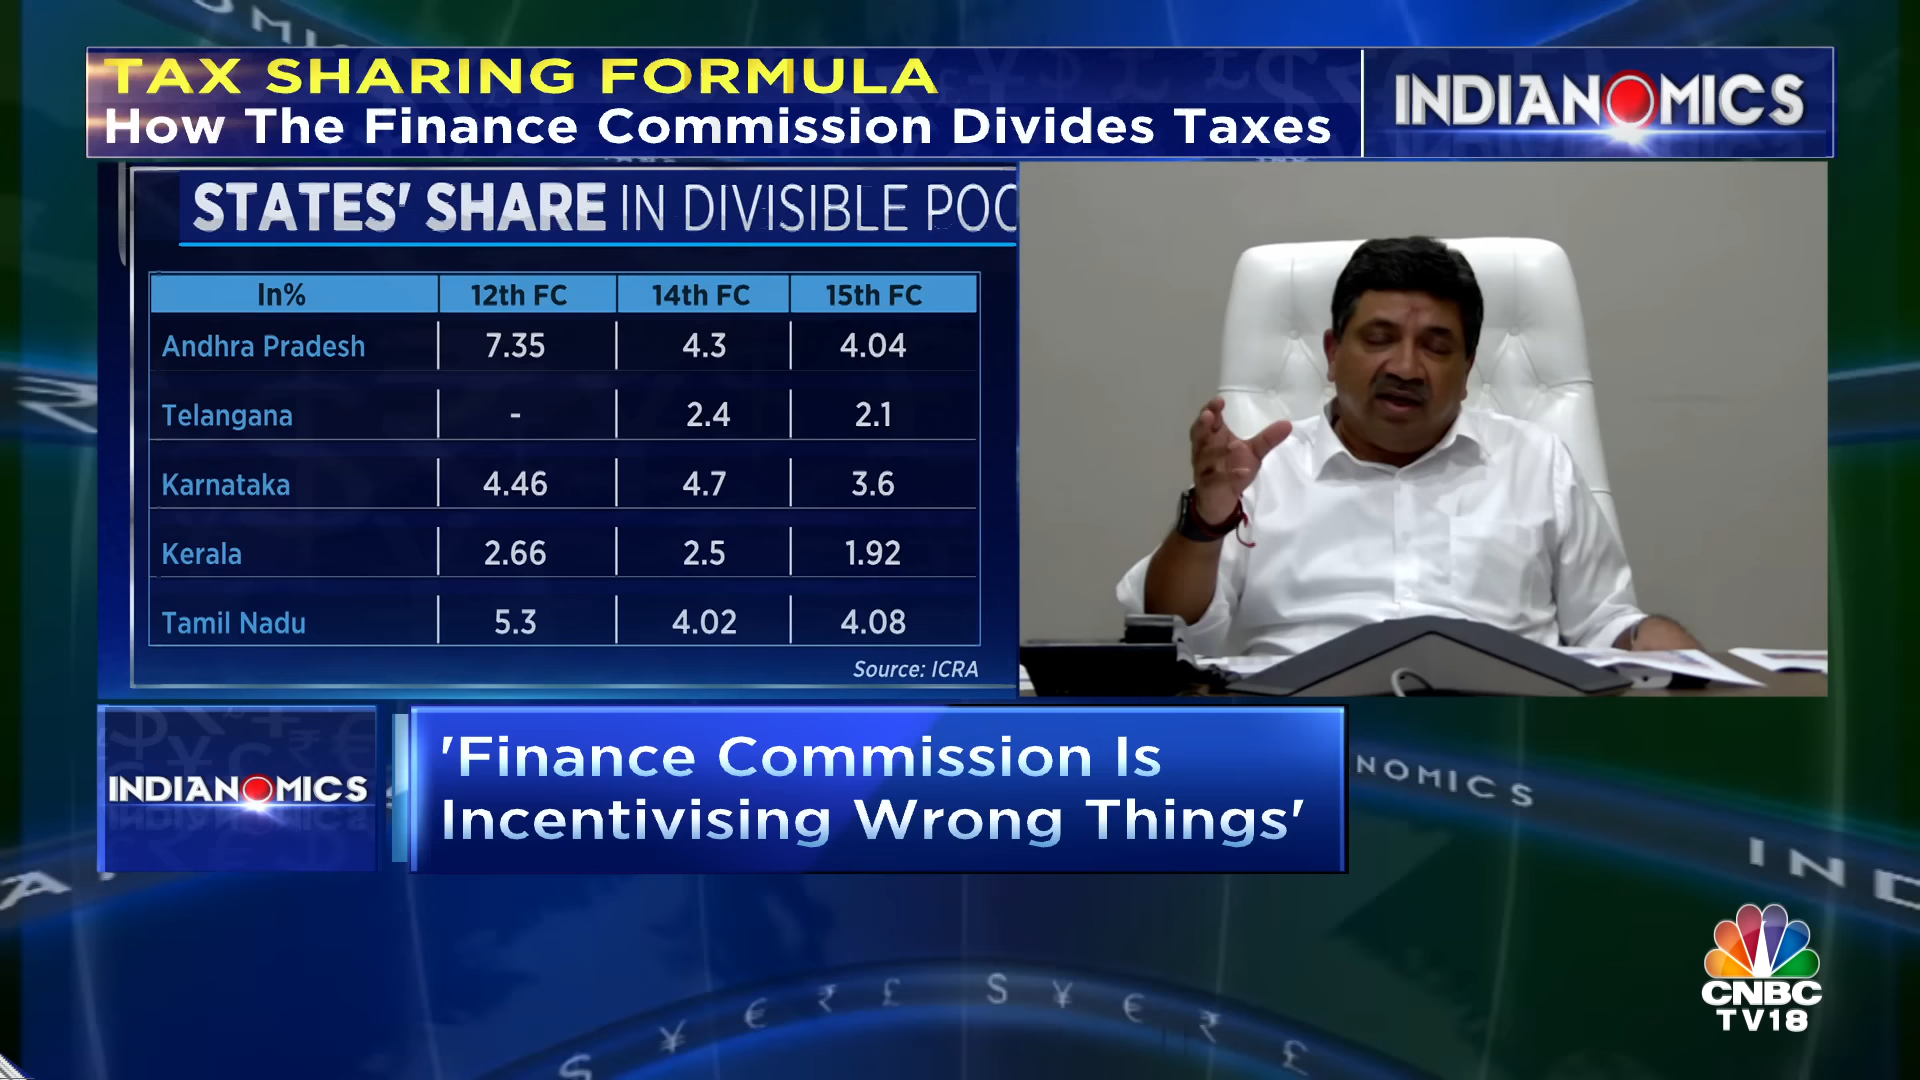 TAX SHARING FORMULA
How The Finance Commission Divides Taxes
INDIANOMICS
STATES' SHARE IN DIVISIBLE
In% 12th FC 14th FC 15th FC
Andhra Pradesh 7.35 4.3 4.04
Telangana - 2.4 2.1
Karnataka 4.46 4.7 3.6
Kerala 2.66 2.5 1.92
Tamil Nadu 5.3 4.02 4.08
Source: ICRA
INDIANOMICS
'Finance Commission Is
Incentivising Wrong Things'
NOMICS
CNBC
TV18